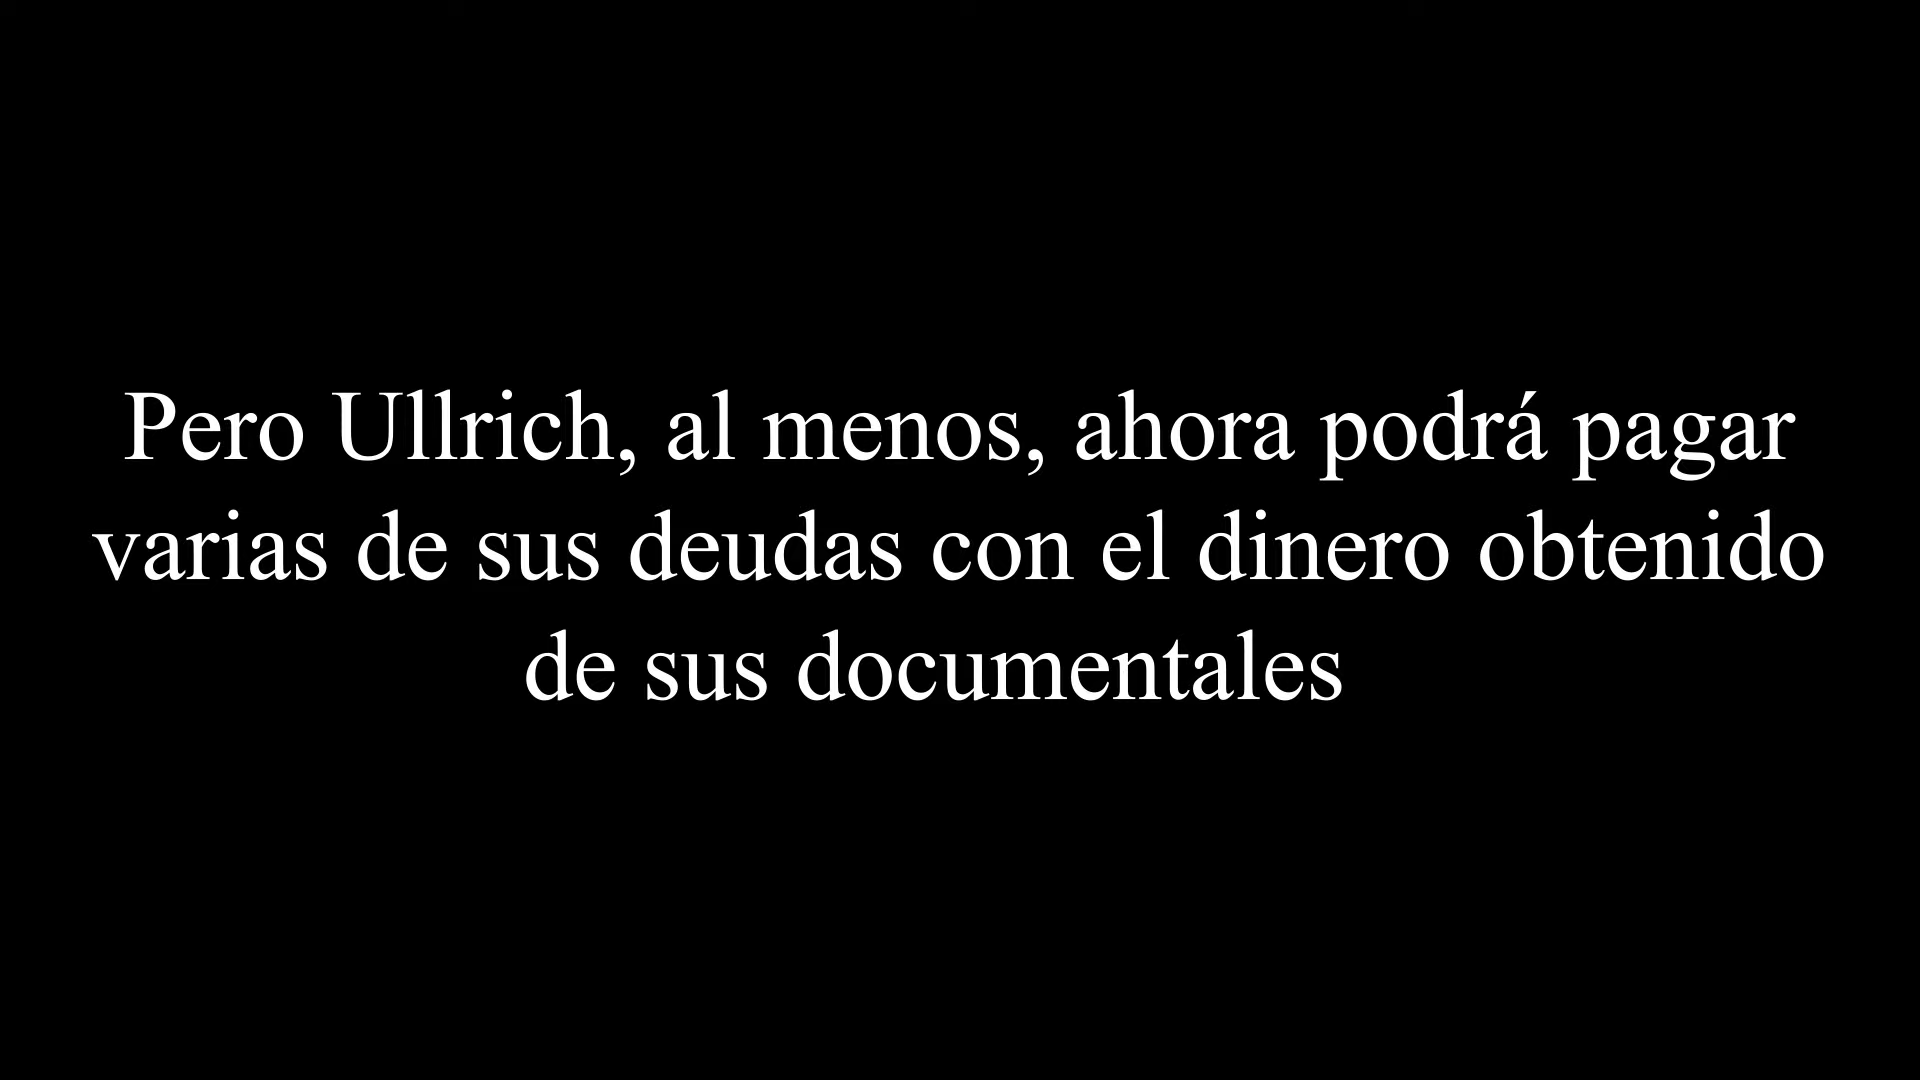 Pero Ullrich, al menos, ahora podrá pagar
varias de sus deudas con el dinero obtenido
de sus documentales